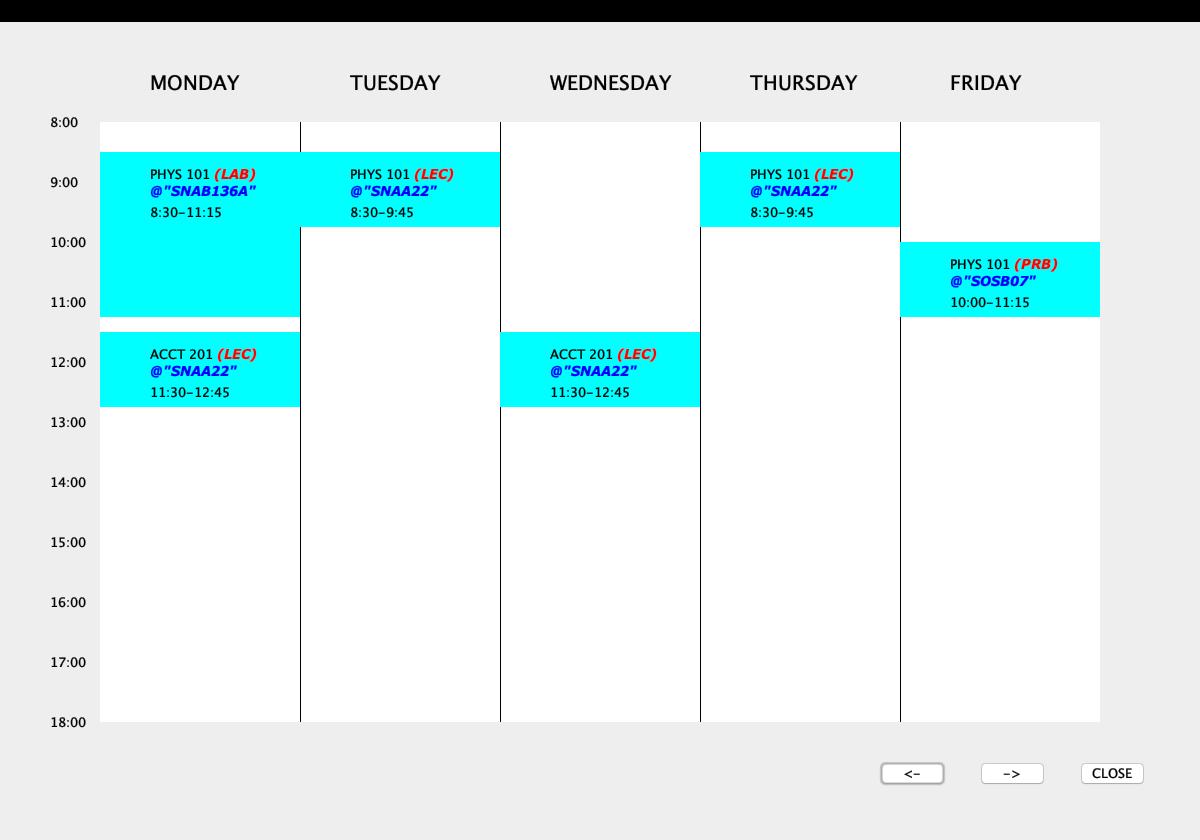 MONDAY TUESDAY WEDNESDAY THURSDAY FRIDAY
8:00
9:00
10:00
11:00
12:00
13:00
14:00
15:00
16:00
17:00
18:00
PHYS 101 (LAB)
@"SNAB136A"
8:30-11:15
ACCT 201 (LEC)
@"SNAA22"
11:30-12:45
PHYS 101 (LEC)
@"SNAA22"
8:30-9:45
ACCT 201 (LEC)
@"SNAA22"
11:30-12:45
PHYS 101 (LEC)
@"SNAA22"
8:30-9:45
PHYS 101 (PRB)
@"SOSB07"
10:00-11:15
<- -> CLOSE